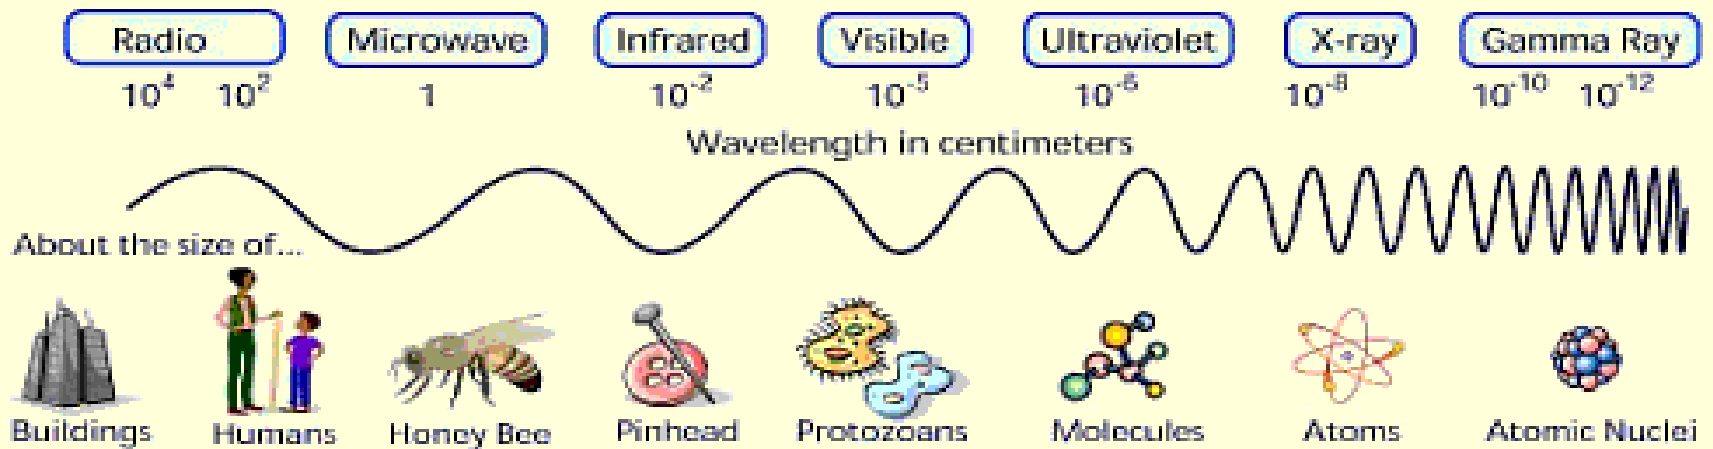 Radio Microwave Infrared Visible Ultraviolet X-ray Gamma Ray
10⁴ 10² 1 10⁻² 10⁻⁵ 10⁻⁶ 10⁻⁸ 10⁻¹⁰ 10⁻¹²
Wavelength in centimeters
About the size of...
Buildings Humans Honey Bee Pinhead Protozoans Molecules Atoms Atomic Nuclei